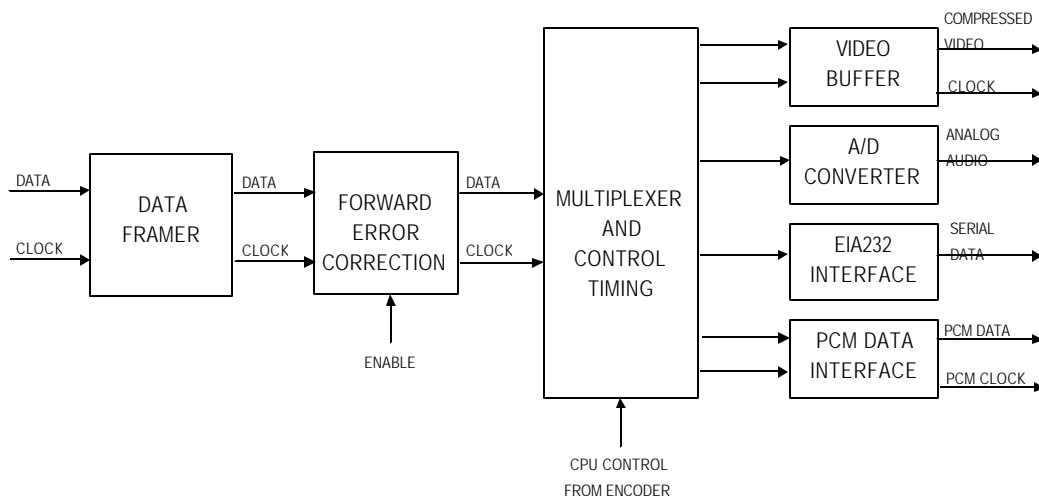 DATA
CLOCK
DATA
FRAMER
DATA
CLOCK
FORWARD
ERROR
CORRECTION
ENABLE
DATA
CLOCK
MULTIPLEXER
AND
CONTROL
TIMING
CPU CONTROL
FROM ENCODER
VIDEO
BUFFER
COMPRESSED
VIDEO
CLOCK
A/D
CONVERTER
ANALOG
AUDIO
EIA232
INTERFACE
SERIAL
DATA
PCM DATA
INTERFACE
PCM DATA
PCM CLOCK